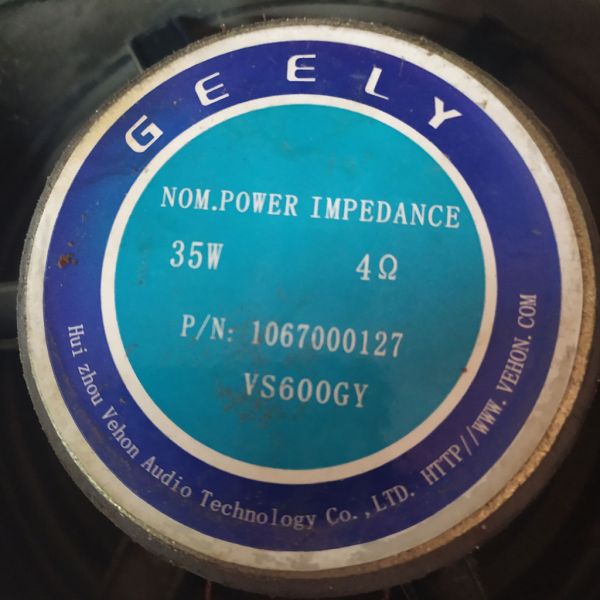 GEELY
NOM.POWER IMPEDANCE
35W 4Ω
P/N: 1067000127
VS600GY
Hui zhou Vehon Audio Technology Co.,LTD. HTTP//WWW.VEHON.COM